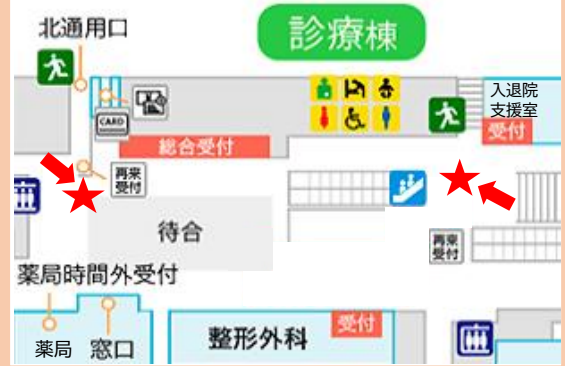 北通用口
診療棟
CARD
総合受付
入退院
支援室
受付
再来
受付
待合
再来
受付
薬局時間外受付
受付
整形外科
薬局
窓口